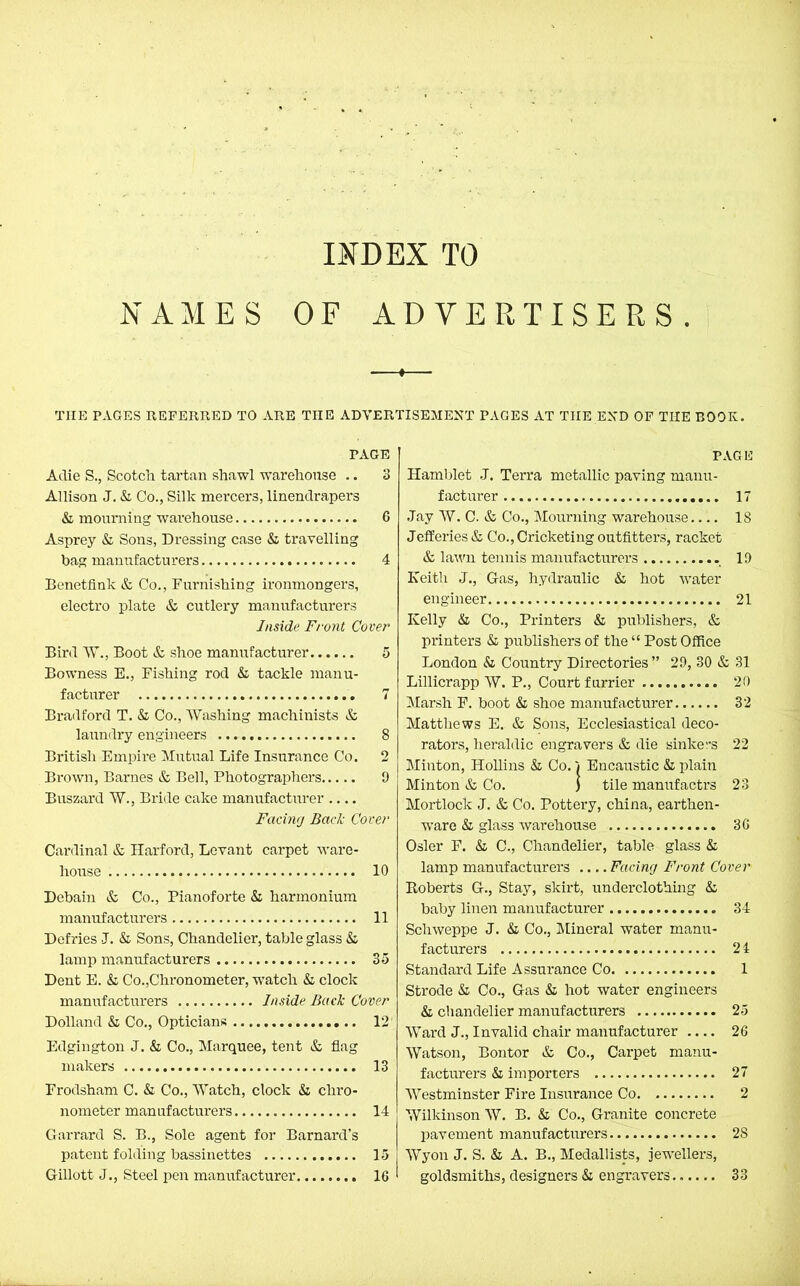 INDEX TO
NAMES OF ADVERTISERS.
THE PAGES REFERRED TO ARE THE ADVERTISEMENT PAGES AT THE END OF THE BOOK.
PAGE
Adie S., Scotch tartan shawl warehouse .. 3
Allison J. & Co., Silk mercers, linendrapers
& mourning warehouse................ 6
Asprey & Sons, Dressing case & travelling
bag manufacturers.................... 4
Benetfink & Co., Furnishing ironmongers,
electro plate & cutlery manufacturers
Inside Front Cover
Bird W., Boot & shoe manufacturer...... 5
Bowness E., Fishing rod & tackle manu-
facturer ............................ 7
Bradford T. & Co., Washing machinists &
laundry engineers .................. 8
British Empire Mutual Life Insurance Co. 2
Brown, Barnes & Bell, Photographers..... 9
Buszard W., Bride cake manufacturer ....
Facing Back Cover
Cardinal & Harford, Levant carpet ware-
house ................................ 10
Debain & Co., Pianoforte & harmonium
manufacturers ........................ 11
Defries J. & Sons, Chandelier, table glass &
lamp manufacturers .................. 35
Dent E. & Co., Chronometer, watch & clock
manufacturers .......... Inside Back Cover
Dolland & Co., Opticians ................ 12
Edgington J. & Co., Marquee, tent & flag
makers .............................. 13
Frodsham C. & Co., Watch, clock & chro-
nometer manufacturers................ 14
Garrard S. B., Sole agent for Barnard's
patent folding bassinettes ............ 15
Gillott J., Steel pen manufacturer........ 16
PAGE
Hamblet J. Terra metallic paving manu-
facturer ............................ 17
Jay W. C. & Co., Mourning warehouse.... 18
Jefferies & Co., Cricketing outfitters, racket
& lawn tennis manufacturers .......... 19
Keith J., Gas, hydraulic & hot water
engineer.............................. 21
Kelly & Co., Printers & publishers, &
printers & publishers of the “ Post Office
London & Country Directories ” 29, 30 & 31
Lillicrapp W. P., Court furrier .......... 20
Marsh F. boot & shoe manufacturer...... 32
Matthews E. & Sons, Ecclesiastical deco-
rators, heraldic engravers & die sinkers 22
Minton, Hollins & Co. } Encaustic & plain
Minton & Co. } tile manufactrs 23
Mortlock J. & Co. Pottery, china, earthen-
ware & glass warehouse .............. 36
Osler F. & C., Chandelier, table glass &
lamp manufacturers ....Facing Front Cover
Roberts G., Stay, skirt, underclothing &
baby linen manufacturer .............. 34
Schweppe J. & Co., Mineral water manu-
facturers ............................ 24
Standard Life Assurance Co. ............ 1
Strode & Co., Gas & hot water engineers
& chandelier manufacturers .......... 25
Ward J., Invalid chair manufacturer .... 26
Watson, Bontor & Co., Carpet manu-
facturers & importers ................ 27
Westminster Fire Insurance Co. ........ 2
Wilkinson W. B. & Co., Granite concrete
pavement manufacturers.............. 28
Wyon J. S. & A. B., Medallists, jewellers,
goldsmiths, designers & engravers...... 33